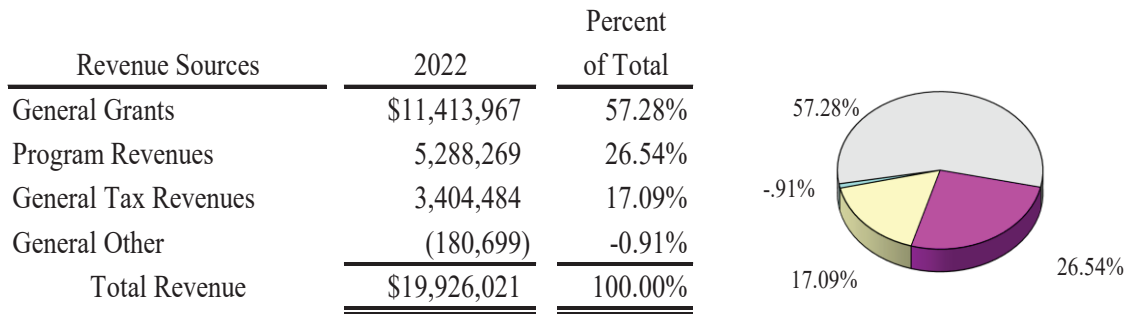 Percent
Revenue Sources 2022 of Total
General Grants $11,413,967 57.28%
Program Revenues 5,288,269 26.54%
General Tax Revenues 3,404,484 17.09%
General Other (180,699) -0.91%
Total Revenue $19,926,021 100.00%
57.28%
-.91%
17.09%
26.54%